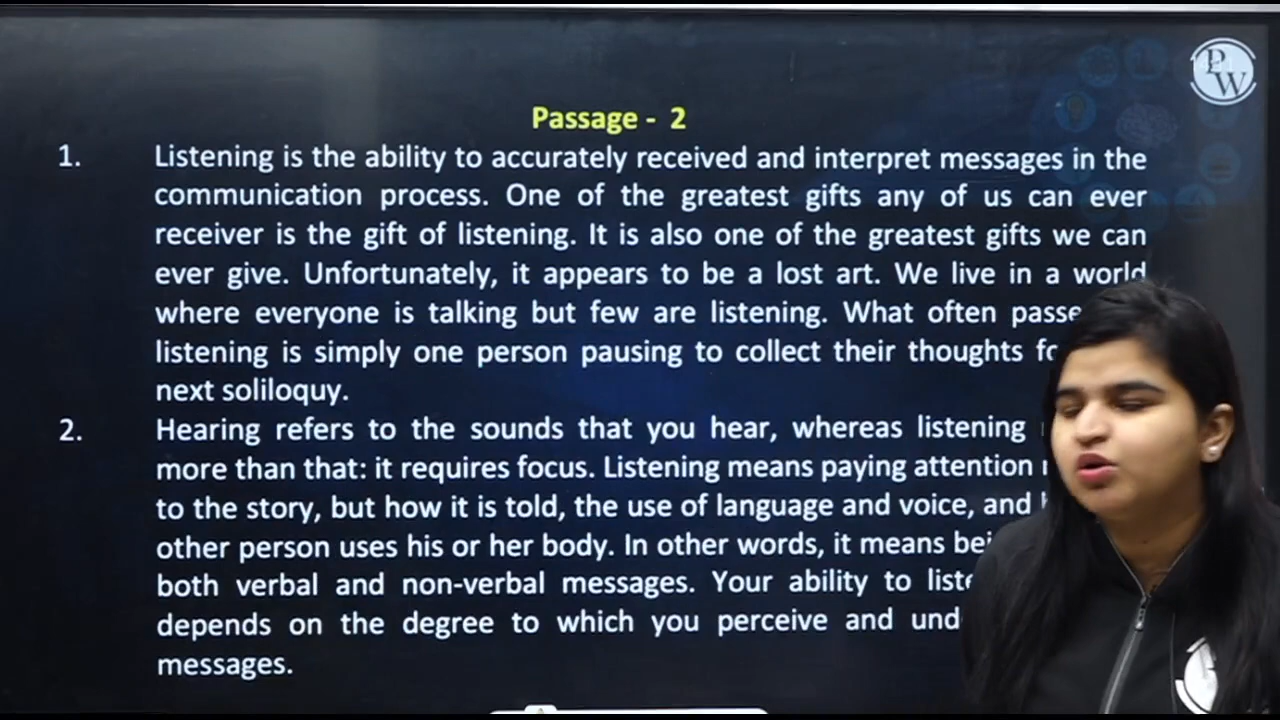 PW
Passage - 2
1. Listening is the ability to accurately received and interpret messages in the
communication process. One of the greatest gifts any of us can ever
receiver is the gift of listening. It is also one of the greatest gifts we can
ever give. Unfortunately, it appears to be a lost art. We live in a world
where everyone is talking but few are listening. What often
listening is simply one person pausing to collect their thoughts
next soliloquy.
2. Hearing refers to the sounds that you hear, whereas listening
more than that: it requires focus. Listening means paying attention
to the story, but how it is told, the use of language and voice, and
other person uses his or her body. In other words, it means
both verbal and non-verbal messages. Your ability to
depends on the degree to which you perceive and
messages.